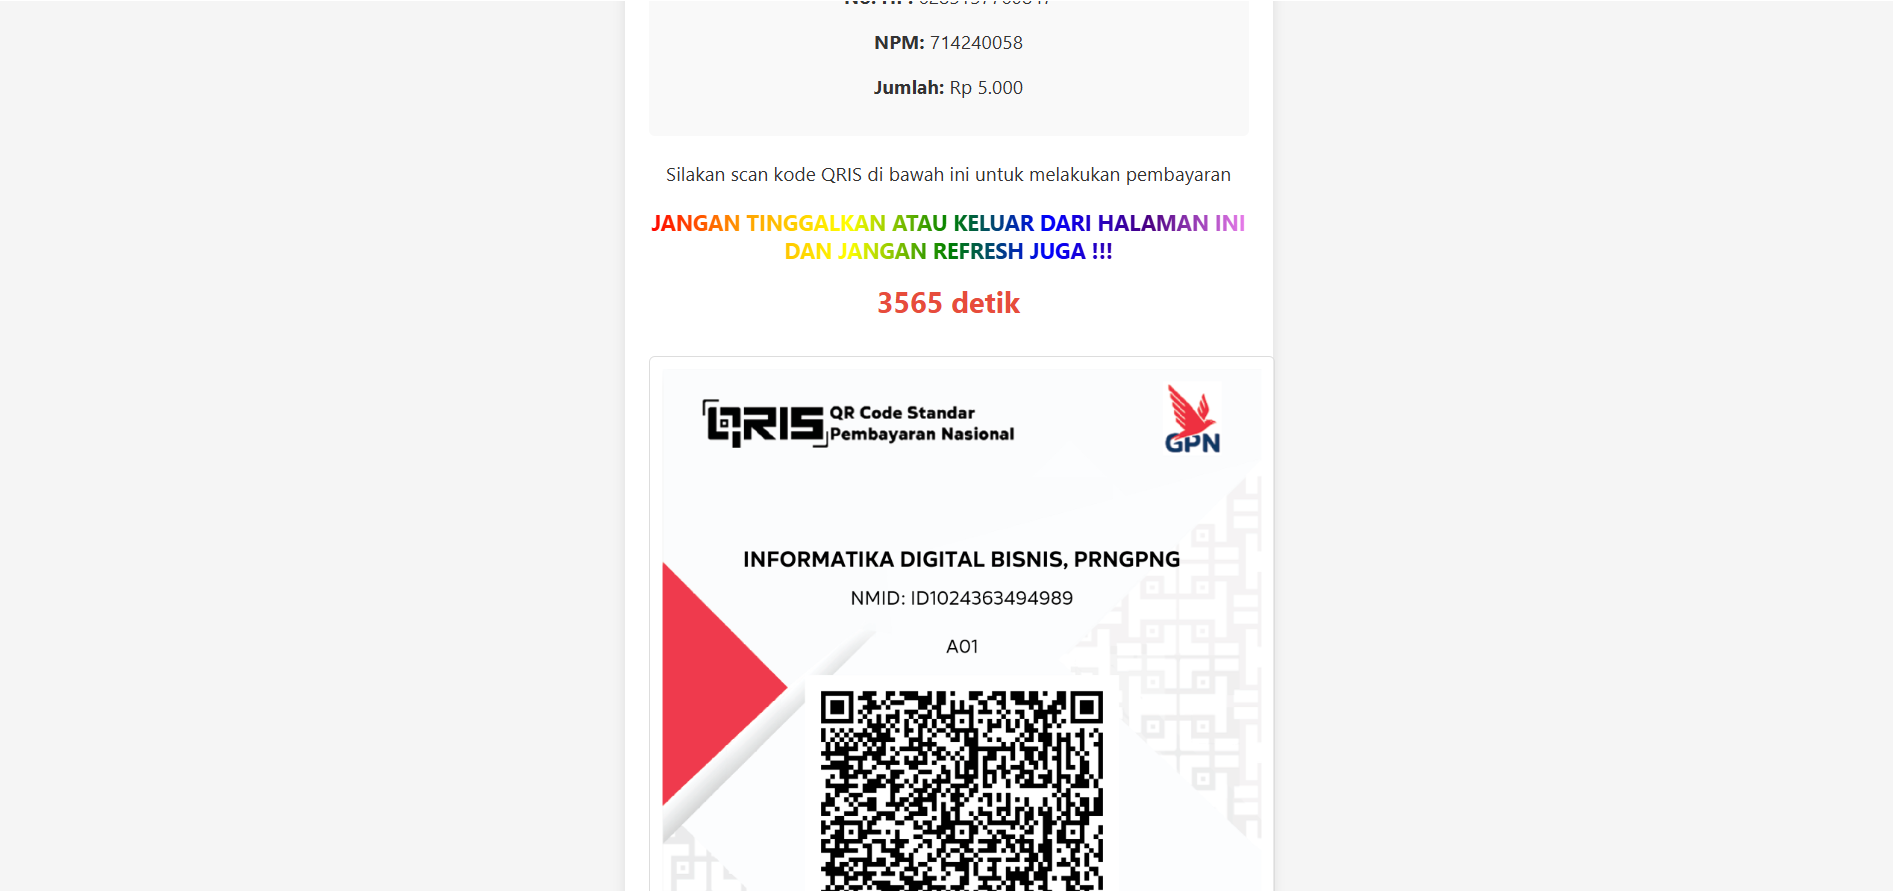 NPM: 714240058
Jumlah: Rp 5.000
Silakan scan kode QRIS di bawah ini untuk melakukan pembayaran
JANGAN TINGGALKAN ATAU KELUAR DARI HALAMAN INI
DAN JANGAN REFRESH JUGA !!!
3565 detik
QRIS QR Code Standar
Pembayaran Nasional
GPN
INFORMATIKA DIGITAL BISNIS, PRNGPNG
NMID: ID1024363494989
A01